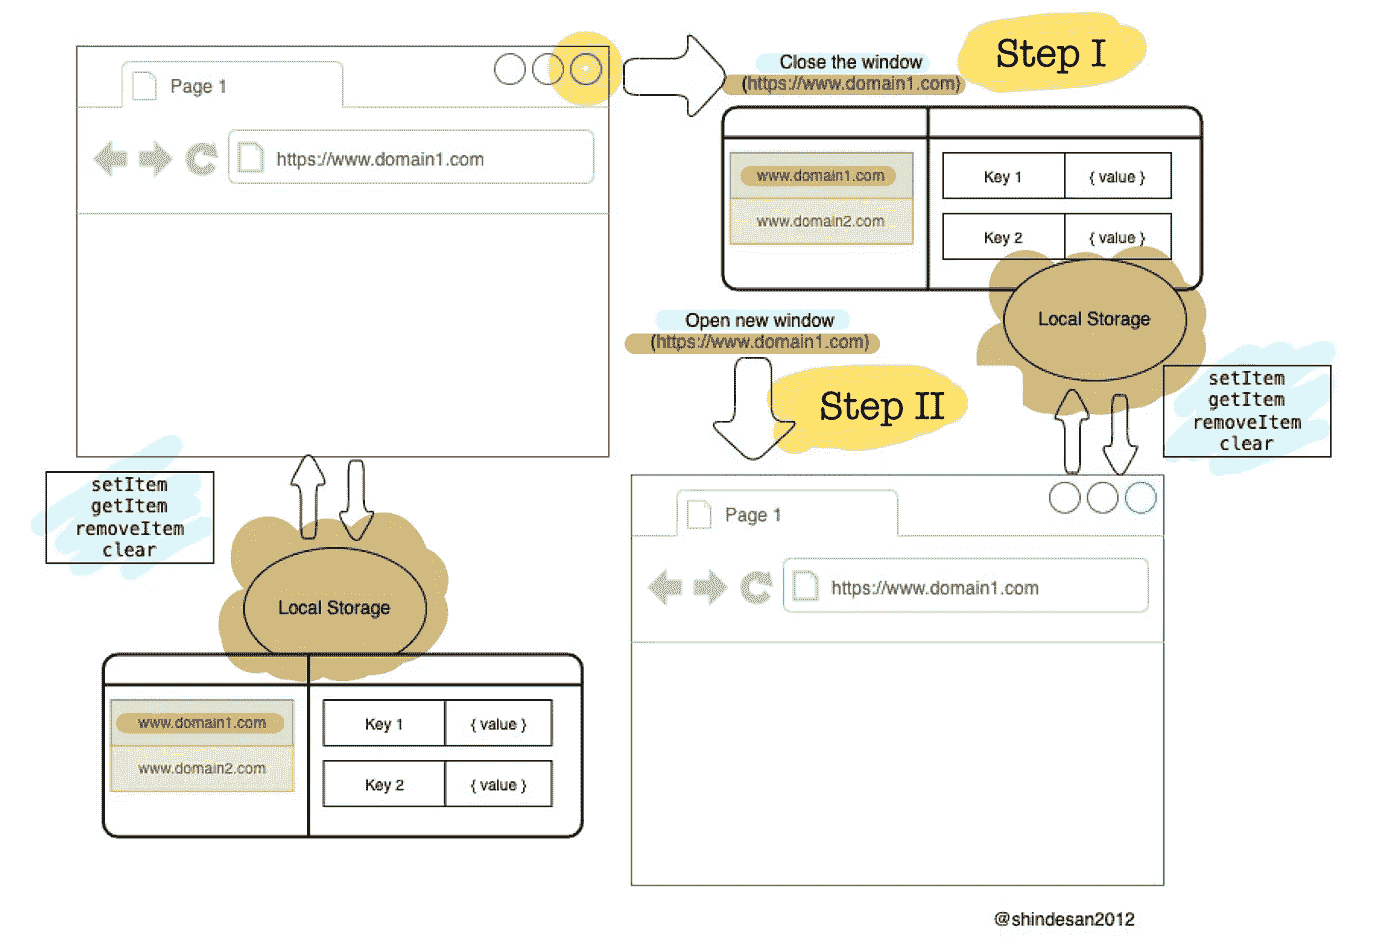 Page 1
https://www.domain1.com
Close the window
(https://www.domain1.com)
Step I
www.domain1.com
www.domain2.com
Key 1
{ value }
Key 2
{ value }
Local Storage
setItem
getItem
removeItem
clear
Open new window
(https://www.domain1.com)
Step II
Page 1
https://www.domain1.com
setItem
getItem
removeItem
clear
Local Storage
www.domain1.com
www.domain2.com
Key 1
{ value }
Key 2
{ value }
@shindesan2012